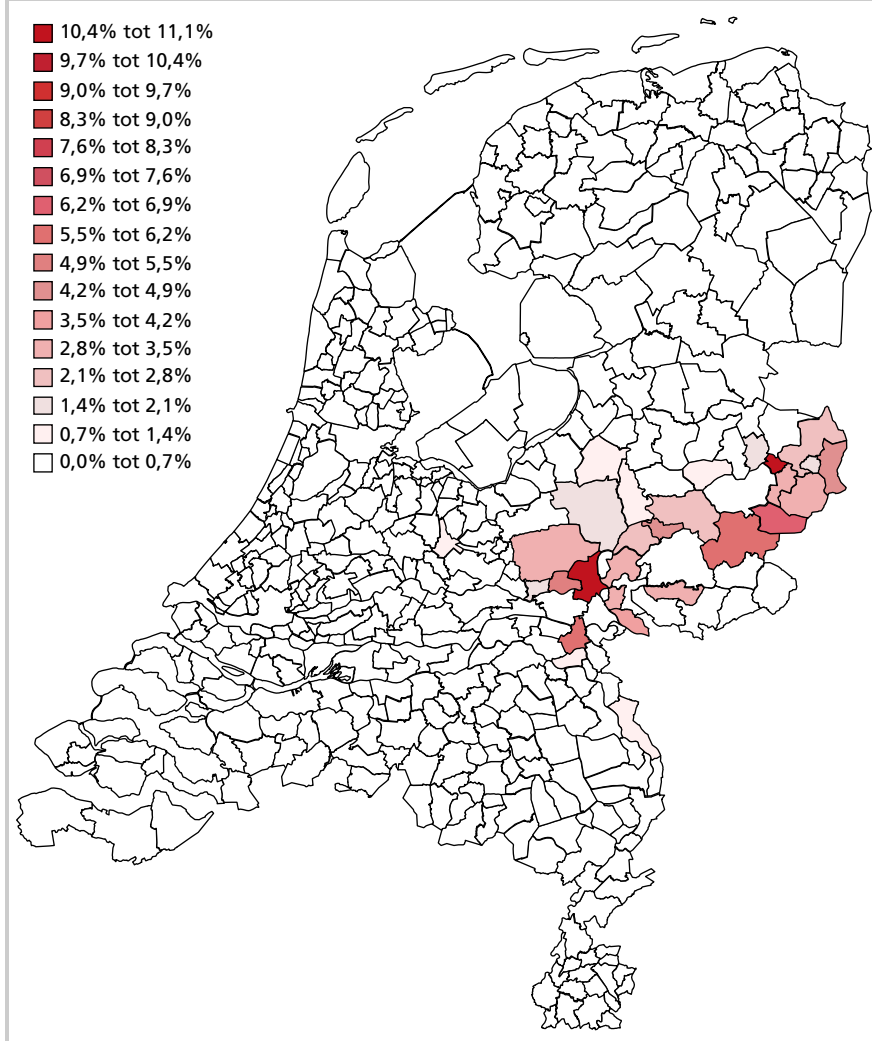 10,4% tot 11,1%
9,7% tot 10,4%
9,0% tot 9,7%
8,3% tot 9,0%
7,6% tot 8,3%
6,9% tot 7,6%
6,2% tot 6,9%
5,5% tot 6,2%
4,9% tot 5,5%
4,2% tot 4,9%
3,5% tot 4,2%
2,8% tot 3,5%
2,1% tot 2,8%
1,4% tot 2,1%
0,7% tot 1,4%
0,0% tot 0,7%